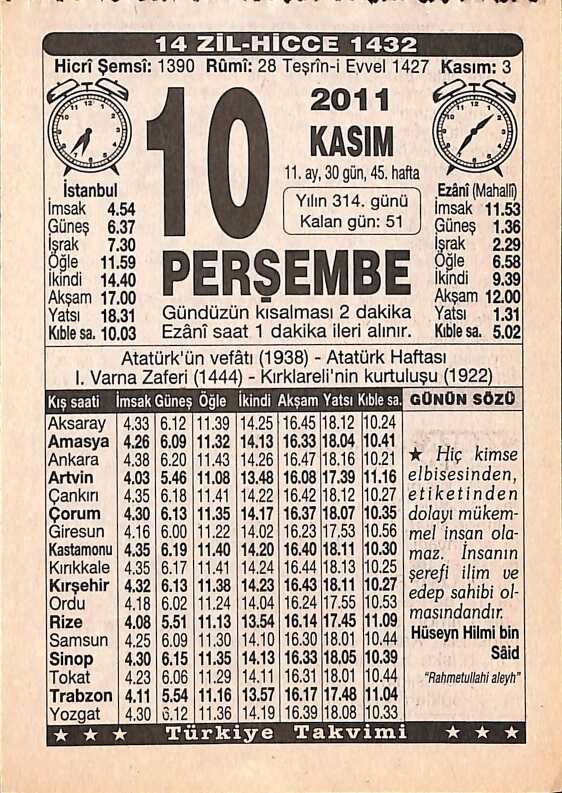 14 ZİL-HİCCE 1432
Hicrî Şemsî: 1390 Rûmî: 28 Teşrîn-i Evvel 1427 Kasım: 3
10
2011
KASIM
11. ay, 30 gün, 45. hafta
Yılın 314. günü
Kalan gün: 51
PERŞEMBE
Gündüzün kısalması 2 dakika
Ezânî saat 1 dakika ileri alınır.
İstanbul
İmsak 4.54
Güneş 6.37
İşrak 7.30
Öğle 11.59
İkindi 14.40
Akşam 17.00
Yatsı 18.31
Kıble sa. 10.03
Ezânî (Mahallî)
İmsak 11.53
Güneş 1.36
İşrak 2.29
Öğle 6.58
İkindi 9.39
Akşam 12.00
Yatsı 1.31
Kıble sa. 5.02
Atatürk'ün vefâtı (1938) - Atatürk Haftası
I. Varna Zaferi (1444) - Kırklareli'nin kurtuluşu (1922)
Kış saati İmsak Güneş Öğle İkindi Akşam Yatsı Kıble sa.
Aksaray 4.33 6.12 11.39 14.25 16.45 18.12 10.24
Amasya 4.26 6.09 11.32 14.13 16.33 18.04 10.41
Ankara 4.38 6.20 11.43 14.26 16.47 18.16 10.21
Artvin 4.03 5.46 11.08 13.48 16.08 17.39 11.16
Çankırı 4.35 6.18 11.41 14.22 16.42 18.12 10.27
Çorum 4.30 6.13 11.35 14.17 16.37 18.07 10.35
Giresun 4.16 6.00 11.22 14.02 16.23 17.53 10.56
Kastamonu 4.35 6.19 11.40 14.20 16.40 18.11 10.30
Kırıkkale 4.35 6.17 11.41 14.24 16.44 18.13 10.25
Kırşehir 4.32 6.13 11.38 14.23 16.43 18.11 10.27
Ordu 4.18 6.02 11.24 14.04 16.24 17.55 10.53
Rize 4.08 5.51 11.13 13.54 16.14 17.45 11.09
Samsun 4.25 6.09 11.30 14.10 16.30 18.01 10.44
Sinop 4.30 6.15 11.35 14.13 16.33 18.05 10.39
Tokat 4.23 6.06 11.29 14.11 16.31 18.01 10.44
Trabzon 4.11 5.54 11.16 13.57 16.17 17.48 11.04
Yozgat 4.30 6.12 11.36 14.19 16.39 18.08 10.33
GÜNÜN SÖZÜ
★ Hiç kimse
elbisesinden,
etiketinden
dolayı mükem-
mel insan ola-
maz. İnsanın
şerefi ilim ve
edep sahibi ol-
masındandır.
Hüseyn Hilmi bin
Sâid
"Rahmetullahi aleyh"
★ ★ ★ Türkiye Takvimi ★ ★ ★